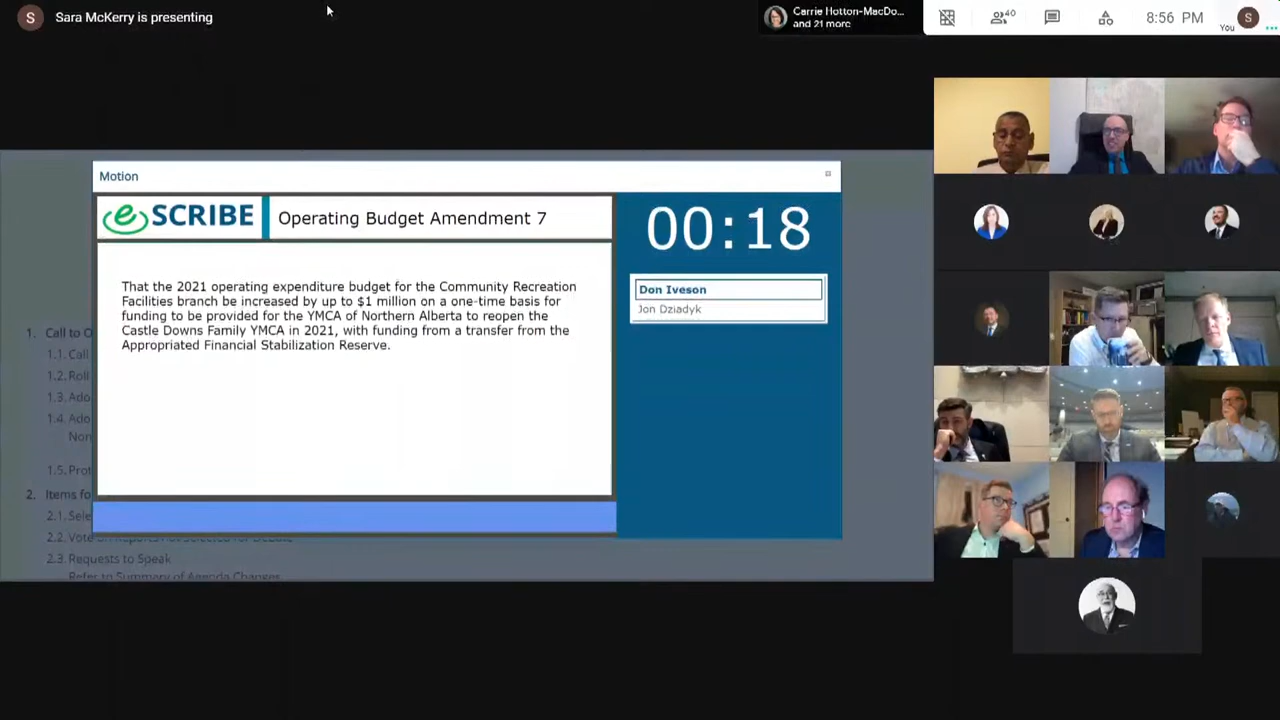 S Sara McKerry is presenting
Carrie Hotton-MacDo...
and 21 more
40
8:56 PM
You
S
Motion
eSCRIBE
Operating Budget Amendment 7
00:18
Don Iveson
Jon Dziadyk
That the 2021 operating expenditure budget for the Community Recreation
Facilities branch be increased by up to $1 million on a one-time basis for
funding to be provided for the YMCA of Northern Alberta to reopen the
Castle Downs Family YMCA in 2021, with funding from a transfer from the
Appropriated Financial Stabilization Reserve.
1. Call to O
1.1. Call
1.2. Roll
1.3. Ado
1.4. Ado
Non
1.5. Prot
2. Items fo
2.1. Sele
2.2. Vote on Reports not Selected for Debate
2.3. Requests to Speak
Refer to Summary of Agenda Changes